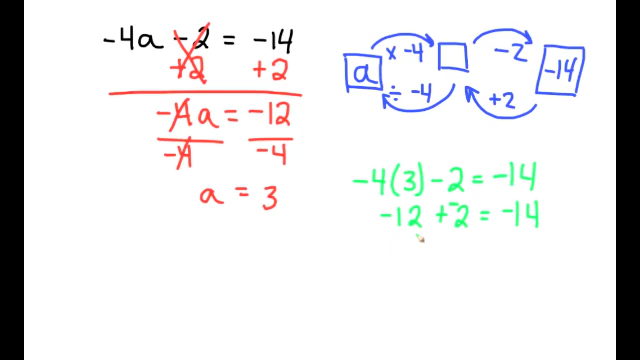 -4a - 2 = -14
+2 +2
-4a = -12
-4 -4
a = 3
x -4 -2
a -14
÷ -4 +2
-4(3) - 2 = -14
-12 + -2 = -14